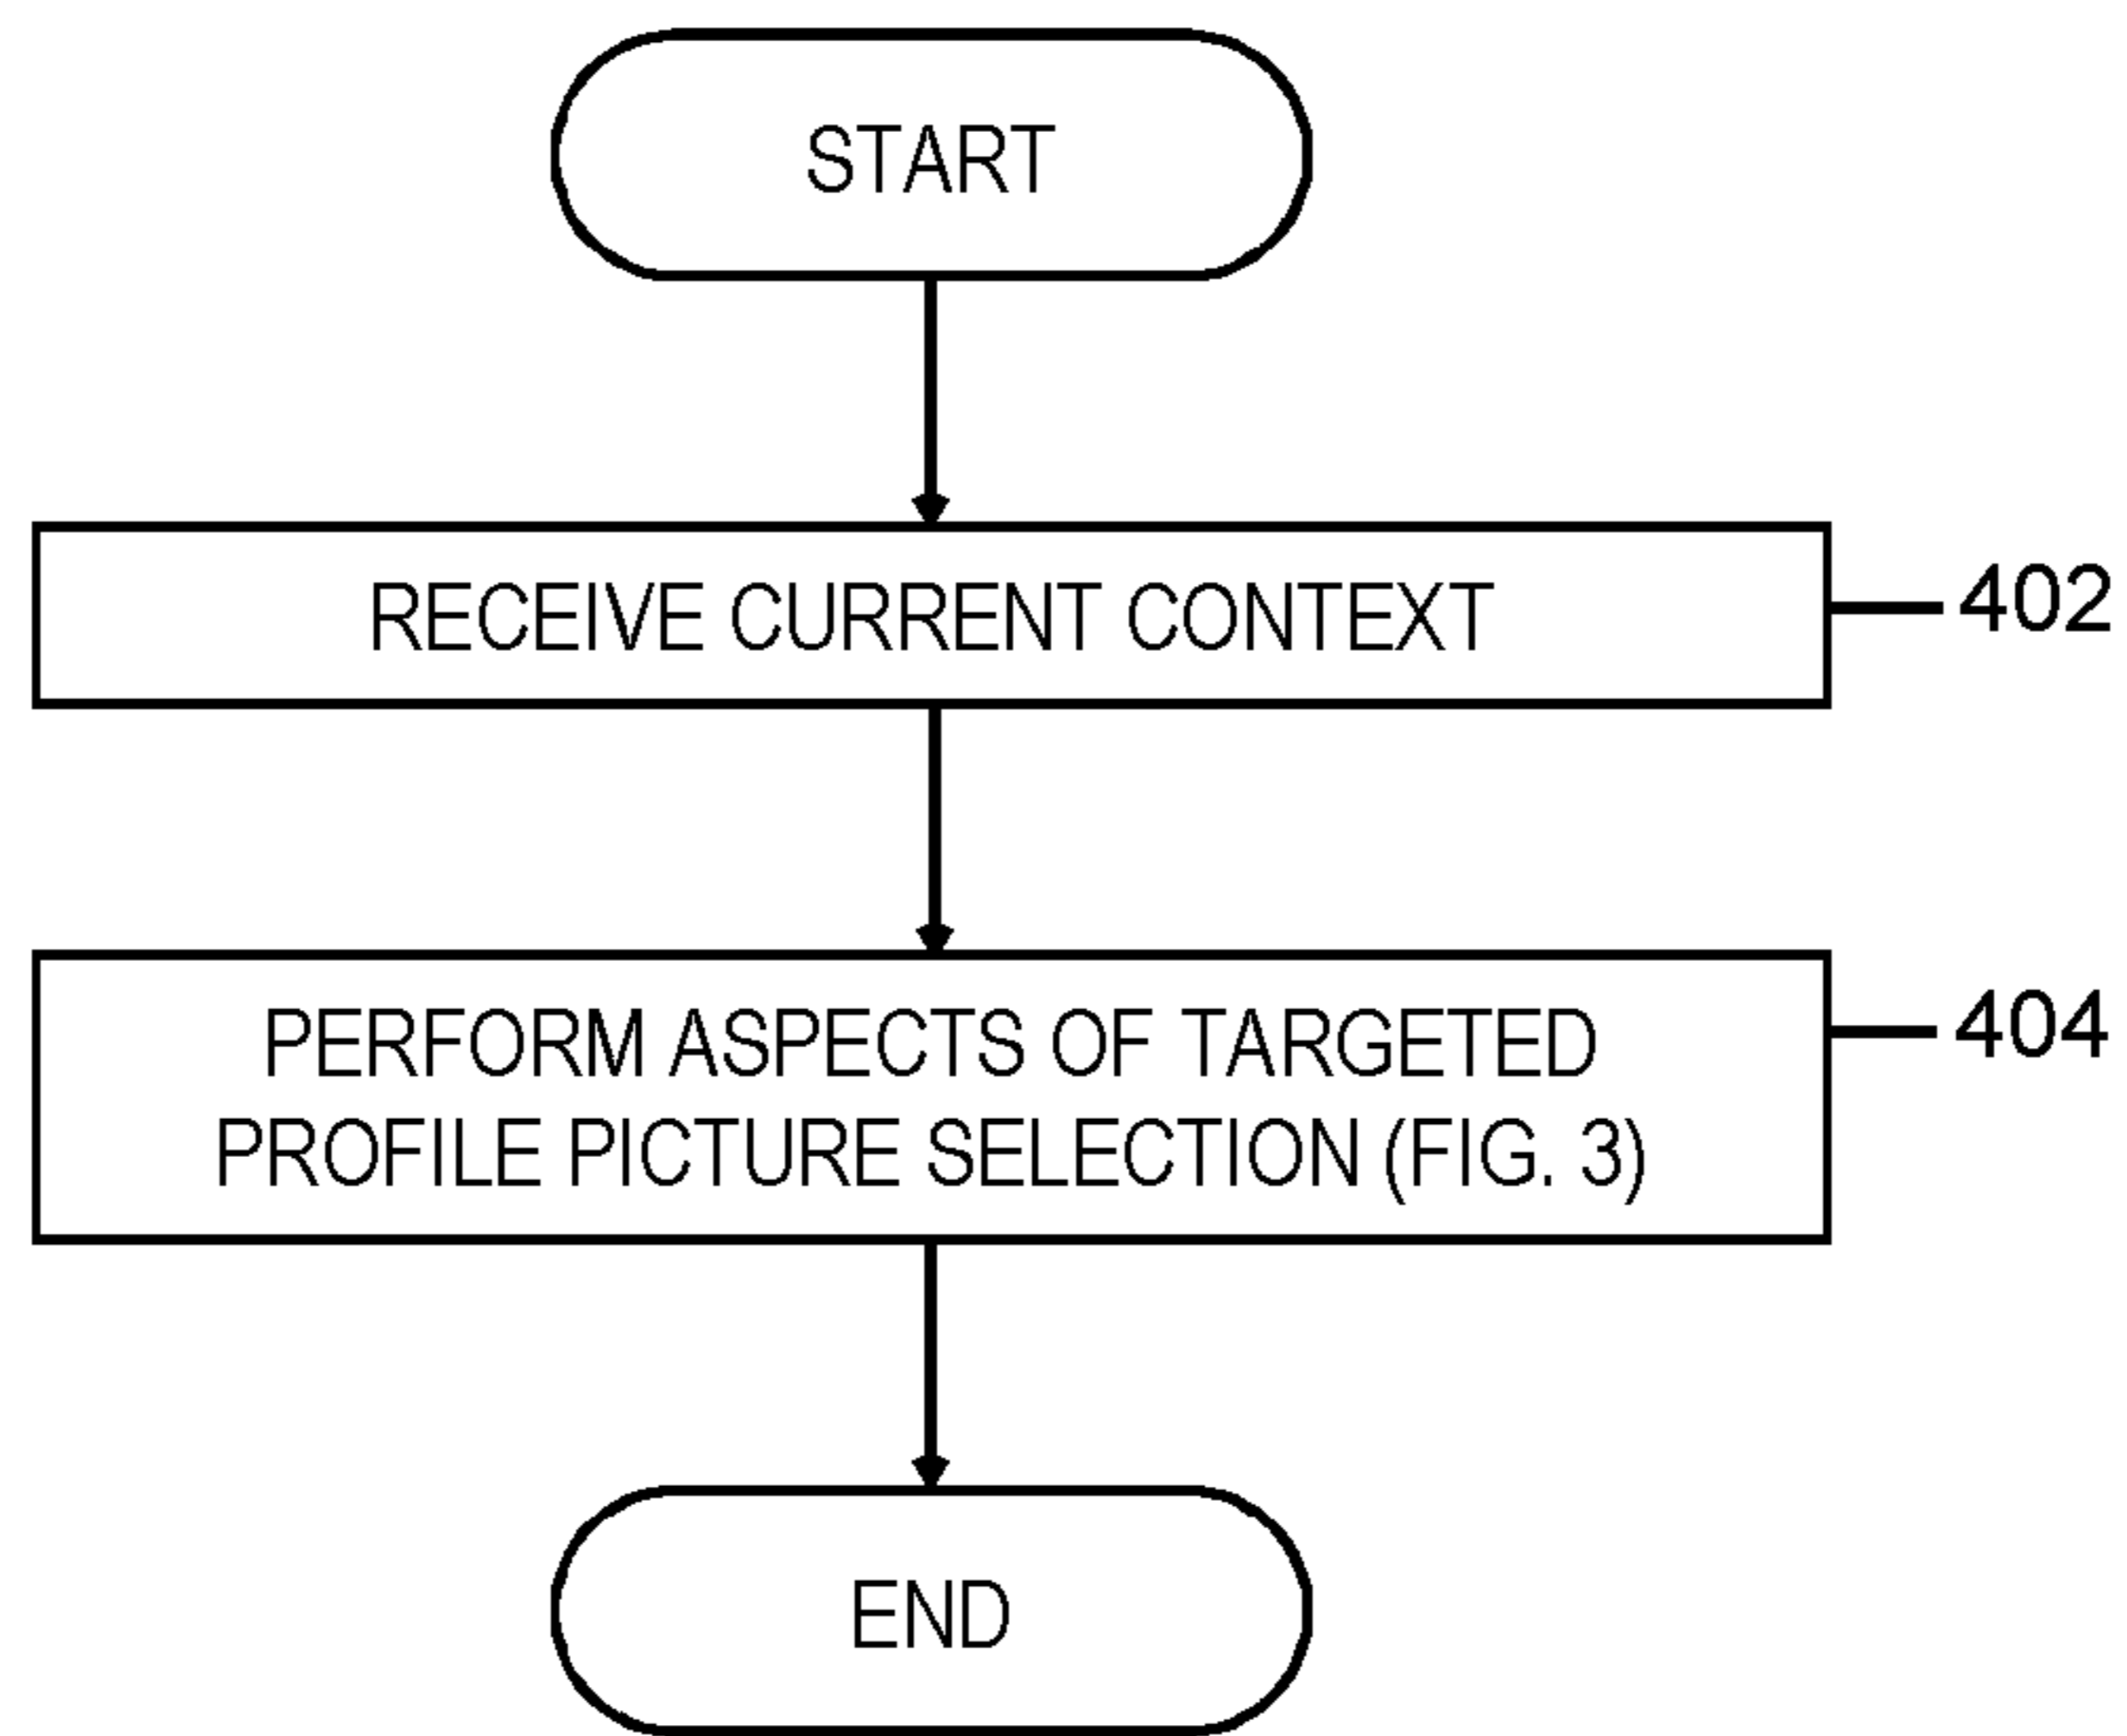 START
RECEIVE CURRENT CONTEXT
402
PERFORM ASPECTS OF TARGETED
404
PROFILE PICTURE SELECTION (FIG. 3)
END